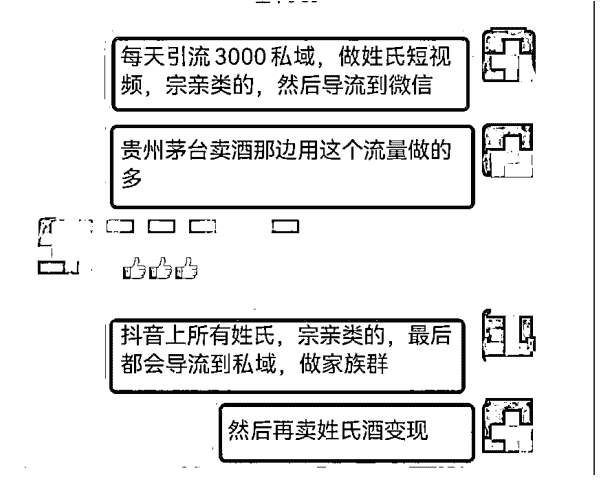 每天引流3000私域，做姓氏短视
频，宗亲类的，然后导流到微信
贵州茅台卖酒那边用这个流量做的
多
抖音上所有姓氏，宗亲类的，最后
都会导流到私域，做家族群
然后再卖姓氏酒变现